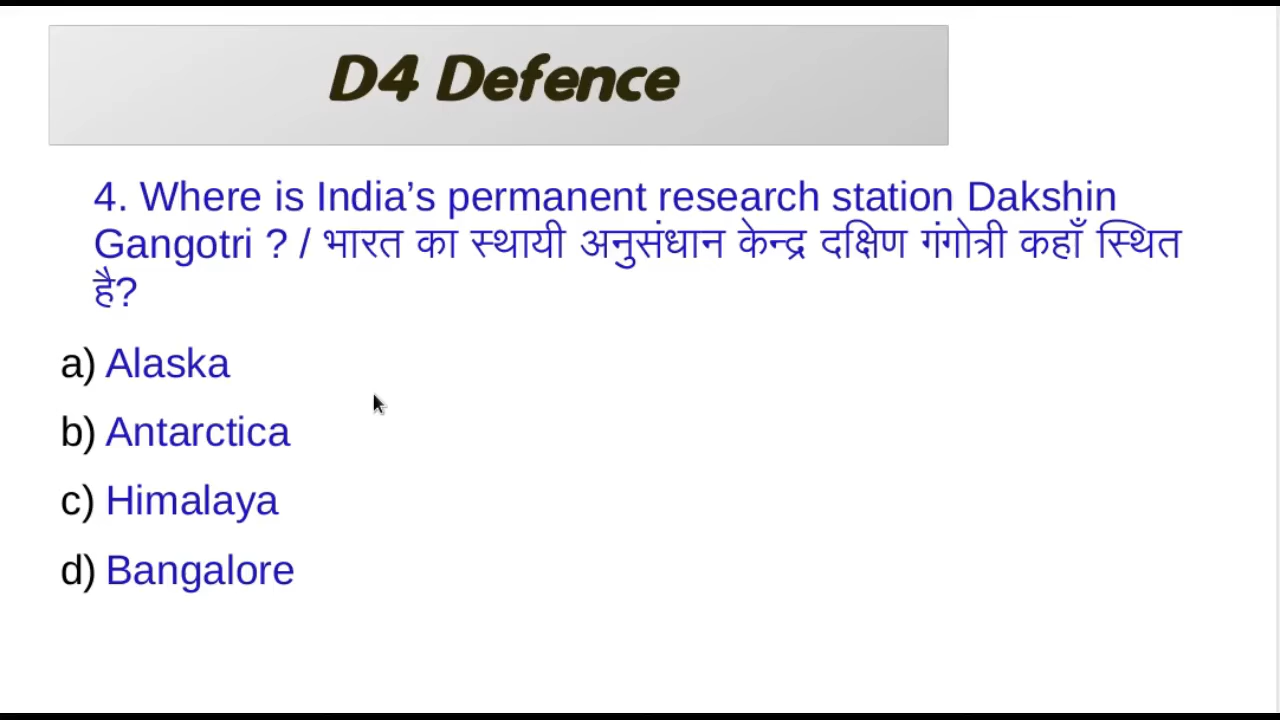 D4 Defence
4. Where is India’s permanent research station Dakshin
Gangotri ? / भारत का स्थायी अनुसंधान केन्द्र दक्षिण गंगोत्री कहाँ स्थित
है?
a) Alaska
b) Antarctica
c) Himalaya
d) Bangalore